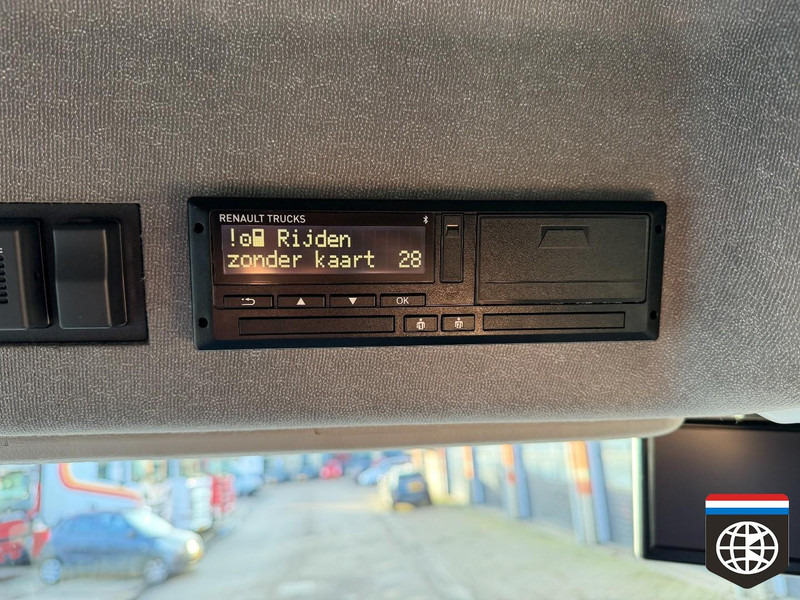 RENAULT TRUCKS
! Rijden
zonder kaart 28
OK